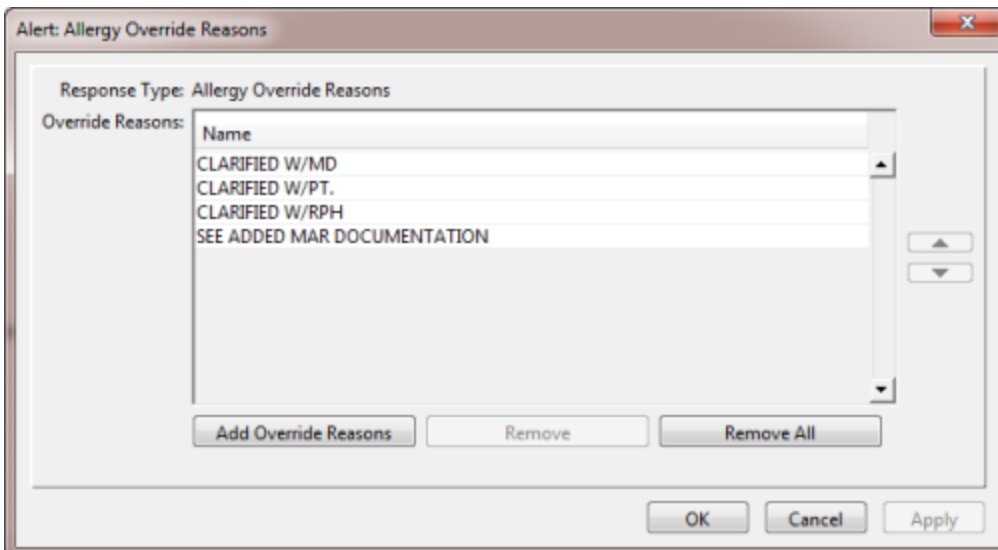 Alert: Allergy Override Reasons
Response Type: Allergy Override Reasons
Override Reasons:
Name
CLARIFIED W/MD
CLARIFIED W/PT.
CLARIFIED W/RPH
SEE ADDED MAR DOCUMENTATION
Add Override Reasons Remove Remove All
OK Cancel Apply